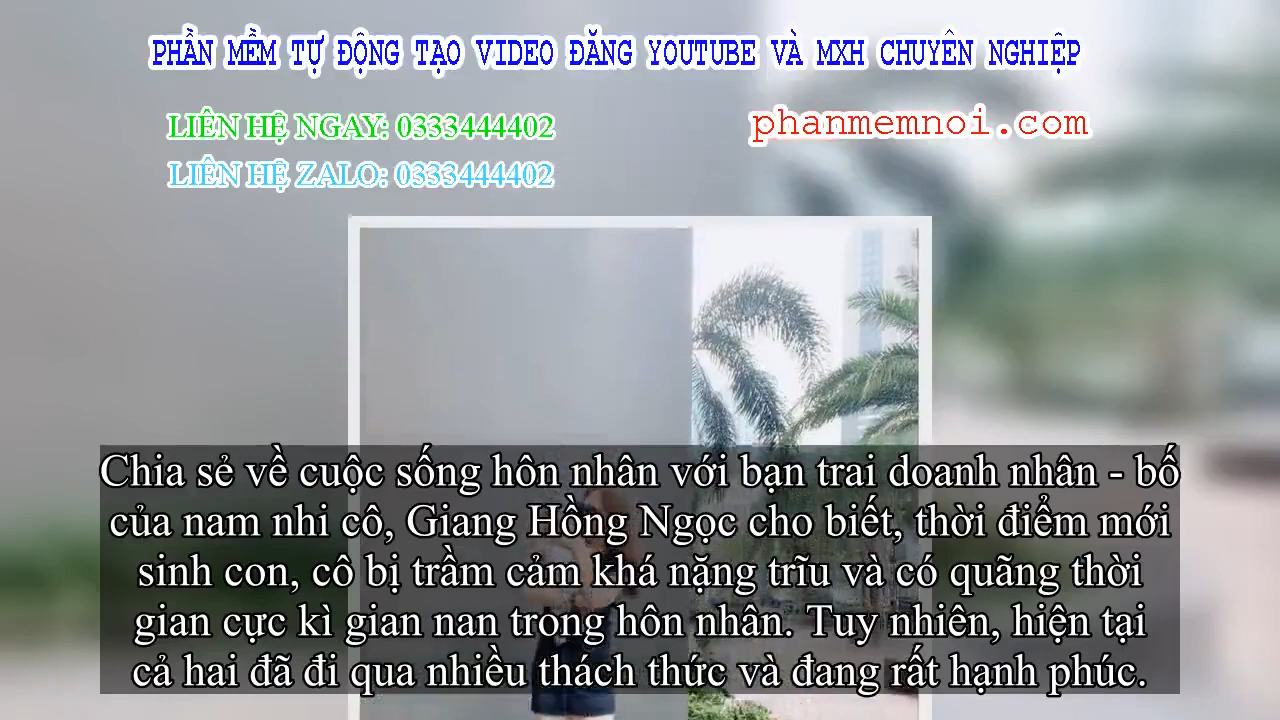 PHẦN MỀM TỰ ĐỘNG TẠO VIDEO ĐĂNG YOUTUBE VÀ MXH CHUYÊN NGHIỆP
LIÊN HỆ NGAY: 0333444402
phanmemnoi.com
LIÊN HỆ ZALO: 0333444402
Chia sẻ về cuộc sống hôn nhân với bạn trai doanh nhân - bố
của nam nhi cô, Giang Hồng Ngọc cho biết, thời điểm mới
sinh con, cô bị trầm cảm khá nặng trĩu và có quãng thời
gian cực kì gian nan trong hôn nhân. Tuy nhiên, hiện tại
cả hai đã đi qua nhiều thách thức và đang rất hạnh phúc.